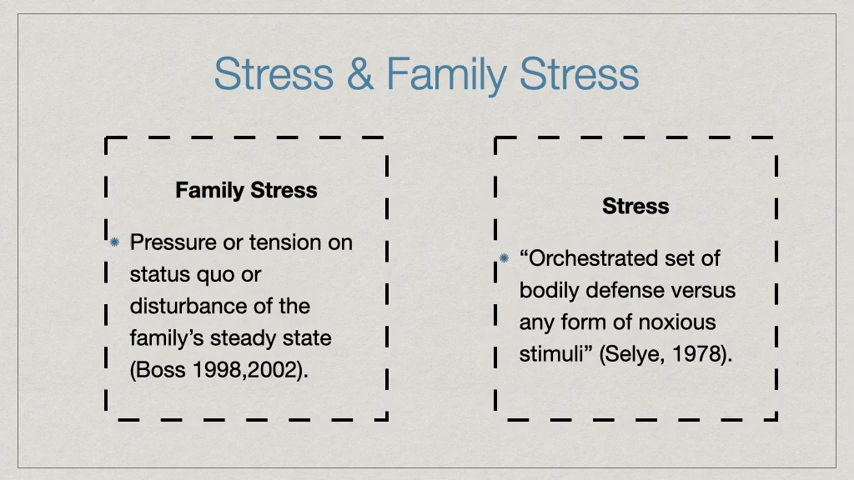 Stress & Family Stress
Family Stress
Pressure or tension on
status quo or
disturbance of the
family’s steady state
(Boss 1998,2002).
Stress
“Orchestrated set of
bodily defense versus
any form of noxious
stimuli” (Selye, 1978).